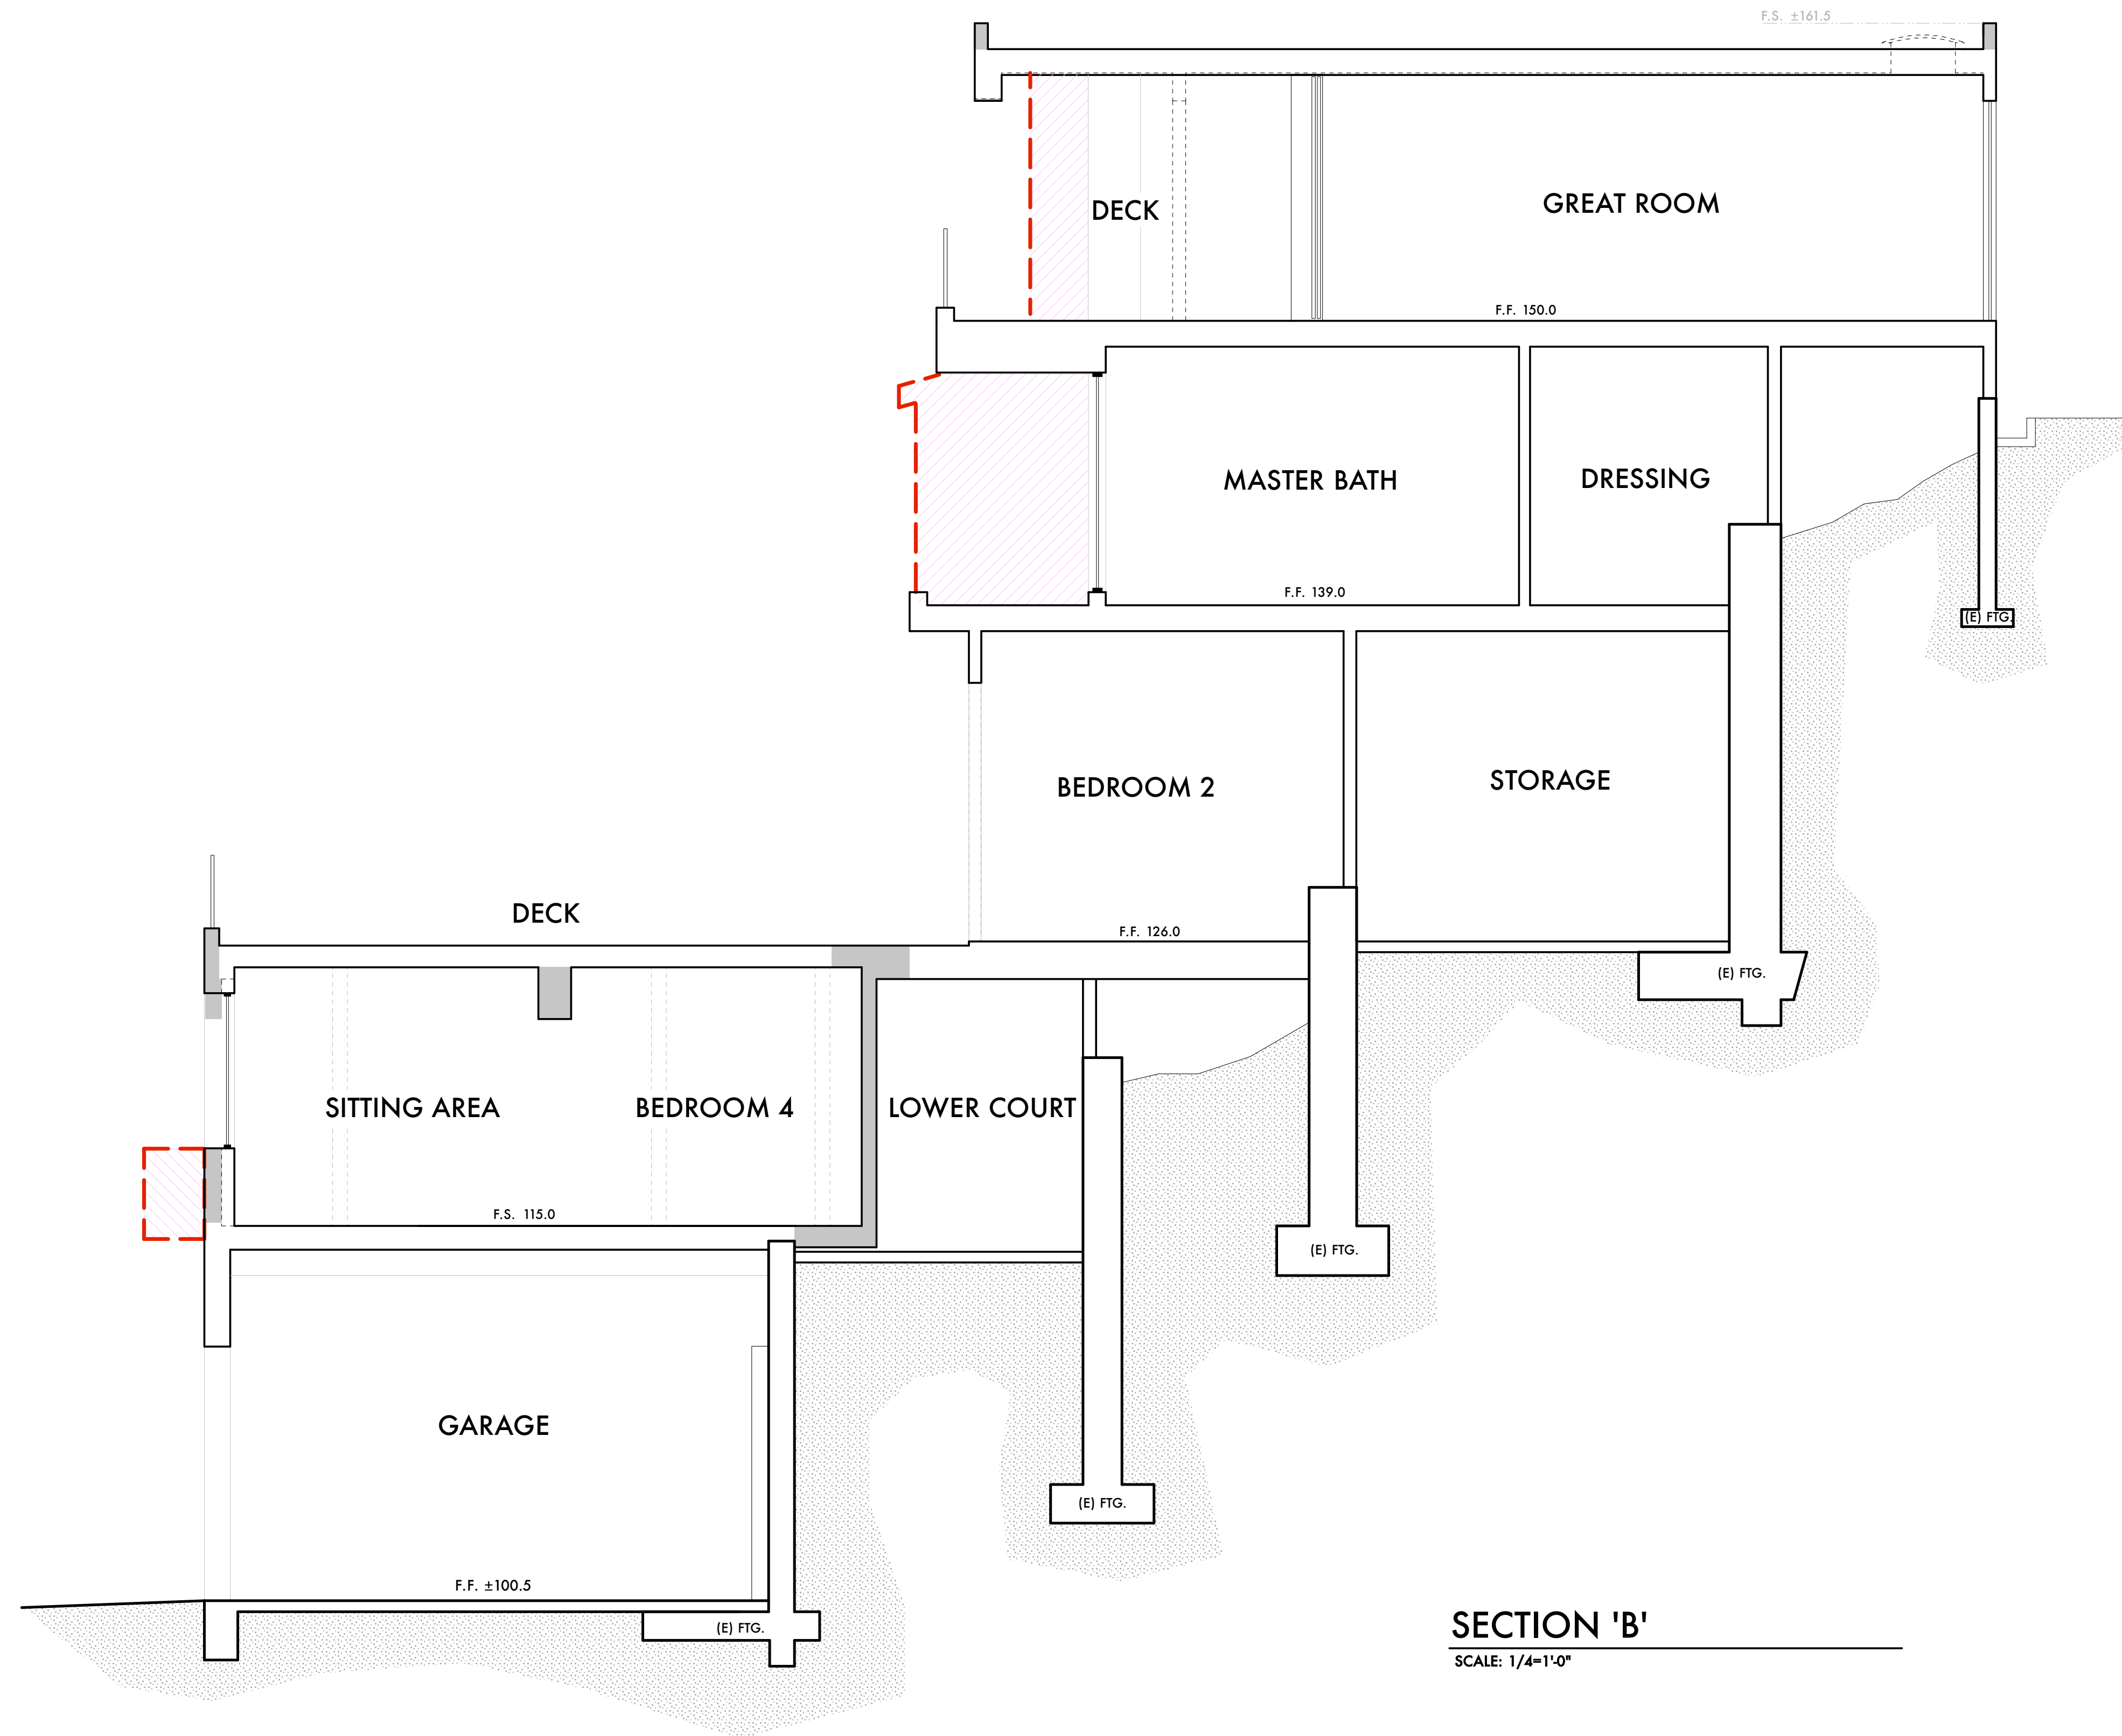 F.S. ±161.5
DECK
GREAT ROOM
F.F. 150.0
MASTER BATH
DRESSING
F.F. 139.0
(E) FTG.
BEDROOM 2
STORAGE
DECK
F.F. 126.0
(E) FTG.
SITTING AREA
BEDROOM 4
LOWER COURT
F.S. 115.0
(E) FTG.
GARAGE
(E) FTG.
F.F. ±100.5
(E) FTG.
SECTION 'B'
SCALE: 1/4=1'-0"